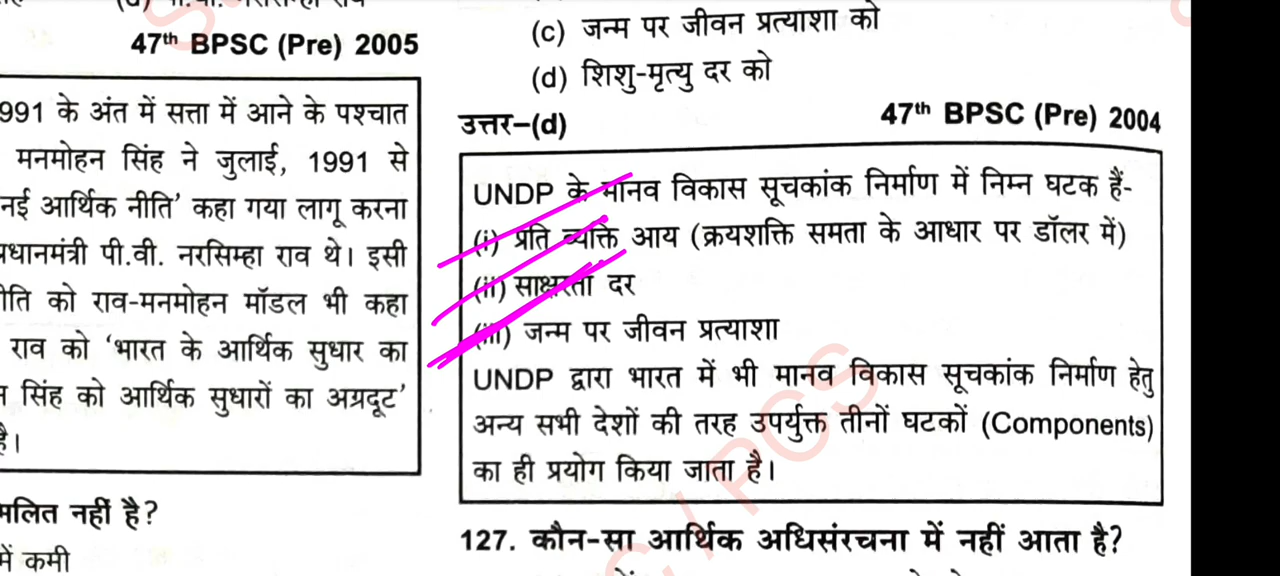 47th BPSC (Pre) 2005
991 के अंत में सत्ता में आने के पश्चात
मनमोहन सिंह ने जुलाई, 1991 से
नई आर्थिक नीति' कहा गया लागू करना
प्रधानमंत्री पी.वी. नरसिम्हा राव थे। इसी
ीति को राव-मनमोहन मॉडल भी कहा
राव को 'भारत के आर्थिक सुधार का
सिंह को आर्थिक सुधारों का अग्रदूट'
है।
मलित नहीं है?
में कमी
(c) जन्म पर जीवन प्रत्याशा को
(d) शिशु-मृत्यु दर को
उत्तर–(d)
47th BPSC (Pre) 2004
UNDP के मानव विकास सूचकांक निर्माण में निम्न घटक हैं-
(i) प्रति व्यक्ति आय (क्रयशक्ति समता के आधार पर डॉलर में)
(ii) साक्षरता दर
(iii) जन्म पर जीवन प्रत्याशा
UNDP द्वारा भारत में भी मानव विकास सूचकांक निर्माण हेतु
अन्य सभी देशों की तरह उपर्युक्त तीनों घटकों (Components)
का ही प्रयोग किया जाता है।
127. कौन-सा आर्थिक अधिसंरचना में नहीं आता है?
/ PCS